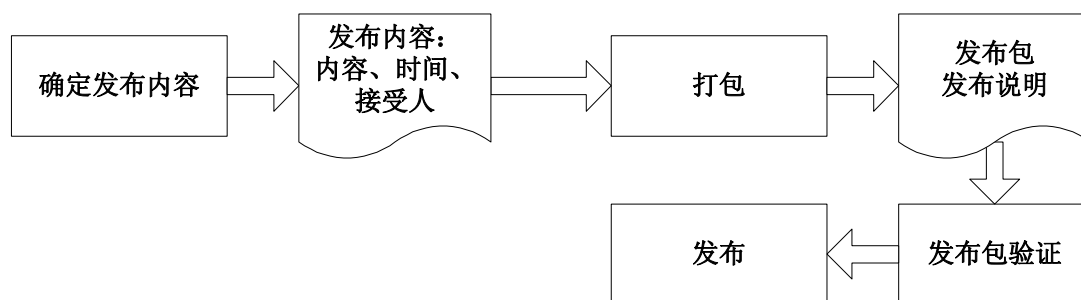 确定发布内容
发布内容：
内容、时间、
接受人
打包
发布包
发布说明
发布
发布包验证